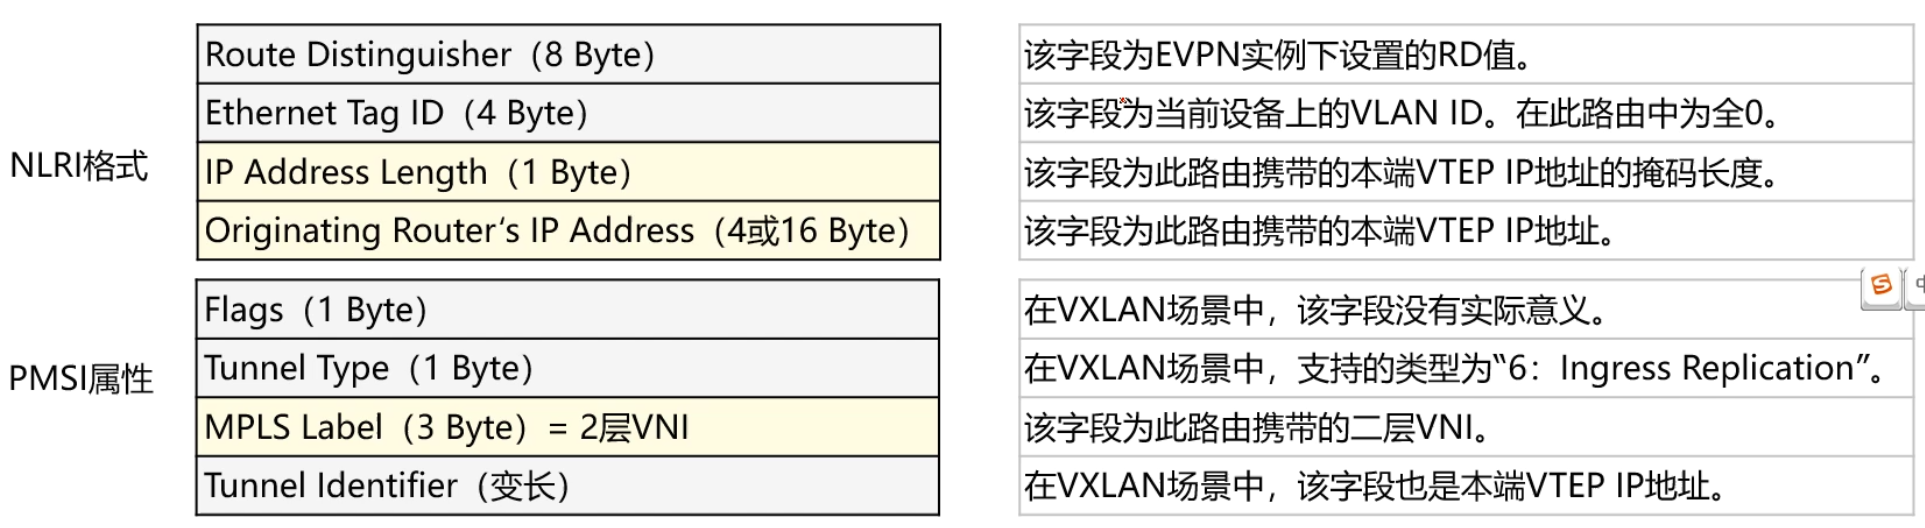 Route Distinguisher（8 Byte） 该字段为EVPN实例下设置的RD值。
Ethernet Tag ID（4 Byte） 该字段为当前设备上的VLAN ID。在此路由中为全0。
NLRI格式
IP Address Length（1 Byte） 该字段为此路由携带的本端VTEP IP地址的掩码长度。
Originating Router‘s IP Address（4或16 Byte） 该字段为此路由携带的本端VTEP IP地址。
Flags（1 Byte） 在VXLAN场景中，该字段没有实际意义。
S
Tunnel Type（1 Byte） 在VXLAN场景中，支持的类型为“6：Ingress Replication”。
PMSI属性
MPLS Label（3 Byte）= 2层VNI 该字段为此路由携带的二层VNI。
Tunnel Identifier（变长） 在VXLAN场景中，该字段也是本端VTEP IP地址。